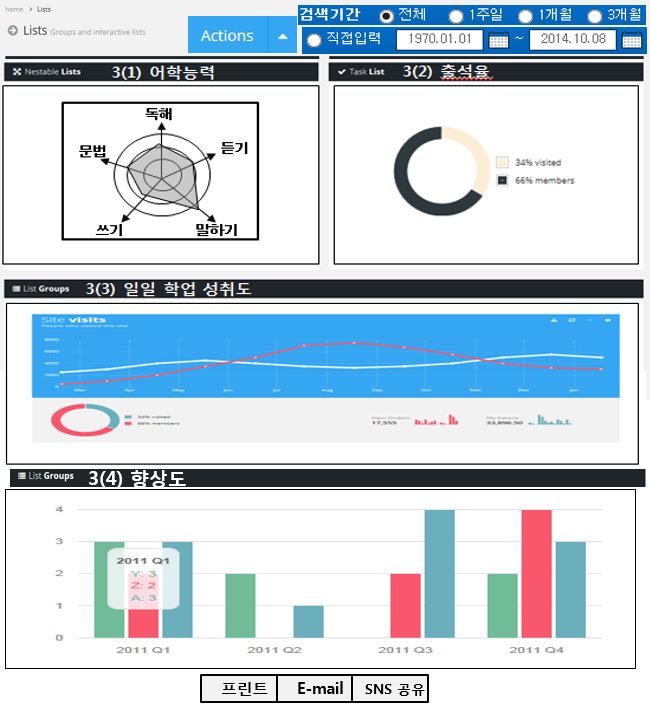 home > Lists
Lists Groups and interactive lists
Actions
검색기간 전체 1주일 1개월 3개월
직접입력 1970.01.01 ~ 2014.10.08
Nestable Lists 3(1) 어학능력
Task List 3(2) 출석율
독해
문법
듣기
쓰기
말하기
34% visited
66% members
List Groups 3(3) 일일 학업 성취도
Site visits
People who visited this site
8000
6000
4000
2000
0
Mar Apr May Jun Jul Aug Sep Oct Nov Dec Jan
34% visited
66% members
New Orders
17,555
My balans
33,896.50
List Groups 3(4) 향상도
4
3
2
1
0
2011 Q1
Y: 3
Z: 2
A: 3
2011 Q1 2011 Q2 2011 Q3 2011 Q4
프린트 E-mail SNS 공유